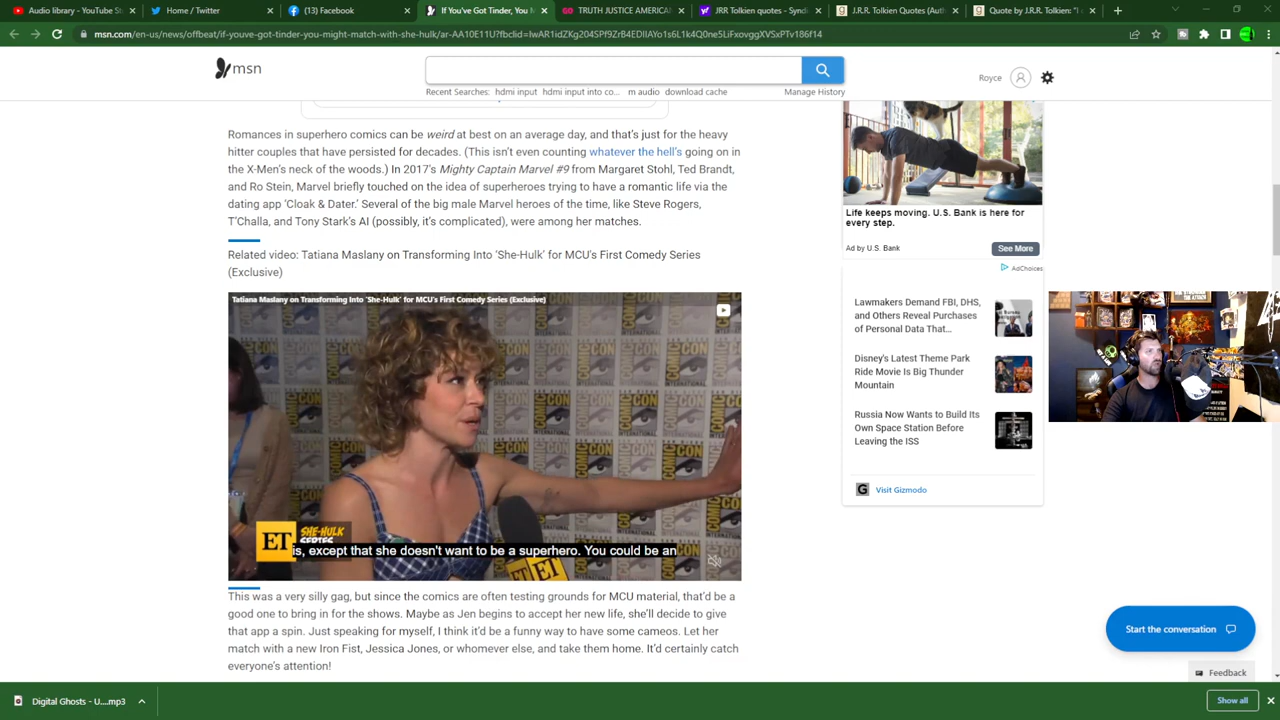 Audio library - YouTube Stu
Home / Twitter
(13) Facebook
If You've Got Tinder, You M
TRUTH JUSTICE AMERICAN
JRR Tolkien quotes - Syndi
J.R.R. Tolkien Quotes (Auth
Quote by J.R.R. Tolkien: "I
msn.com/en-us/news/offbeat/if-youve-got-tinder-you-might-match-with-she-hulk/ar-AA10E11U?fbclid=IwAR1idZKg204SPf9ZrB4EDIIAYo1s6L1k4Q0ne5LiFxovggXVSxPTv186f14
msn
Royce
Recent Searches: hdmi input hdmi input into co... m audio download cache Manage History
Romances in superhero comics can be weird at best on an average day, and that's just for the heavy
hitter couples that have persisted for decades. (This isn't even counting whatever the hell's going on in
the X-Men's neck of the woods.) In 2017's Mighty Captain Marvel #9 from Margaret Stohl, Ted Brandt,
and Ro Stein, Marvel briefly touched on the idea of superheroes trying to have a romantic life via the
dating app 'Cloak & Dater.' Several of the big male Marvel heroes of the time, like Steve Rogers,
T'Challa, and Tony Stark's AI (possibly, it's complicated), were among her matches.
Related video: Tatiana Maslany on Transforming Into 'She-Hulk' for MCU's First Comedy Series
(Exclusive)
Tatiana Maslany on Transforming Into 'She-Hulk' for MCU's First Comedy Series (Exclusive)
COMIC CON
INTERNATIONAL
ET
SHE-HULK
SERIES
is, except that she doesn't want to be a superhero. You could be an
ET ET
This was a very silly gag, but since the comics are often testing grounds for MCU material, that'd be a
good one to bring in for the shows. Maybe as Jen begins to accept her new life, she'll decide to give
that app a spin. Just speaking for myself, I think it'd be a funny way to have some cameos. Let her
match with a new Iron Fist, Jessica Jones, or whomever else, and take them home. It'd certainly catch
everyone's attention!
Life keeps moving. U.S. Bank is here for
every step.
Ad by U.S. Bank
See More
AdChoices
Lawmakers Demand FBI, DHS,
and Others Reveal Purchases
of Personal Data That...
Disney's Latest Theme Park
Ride Movie Is Big Thunder
Mountain
Russia Now Wants to Build Its
Own Space Station Before
Leaving the ISS
G
Visit Gizmodo
Start the conversation
Feedback
Digital Ghosts - U....mp3
Show all